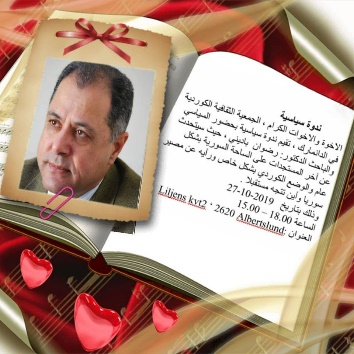 ندوة سياسية
الاخوة والاخوات الكرام ، الجمعية الثقافية الكوردية
في الدانمارك ، تقيم ندوة سياسية بحضور السياسي
والباحث الدكتور: رضوان باديني ، حيث سيتحدث
عن آخر المستجدات على الساحة السورية بشكل
عام والوضع الكوردي بشكل خاص ورأيه عن مصير
سوريا وأين تتجه مستقبلا .
وذلك بتاريخ 27-10-2019
الساعة 18.00 – 15.00
العنوان :Liljens kvt2 ، 2620 Albertslund